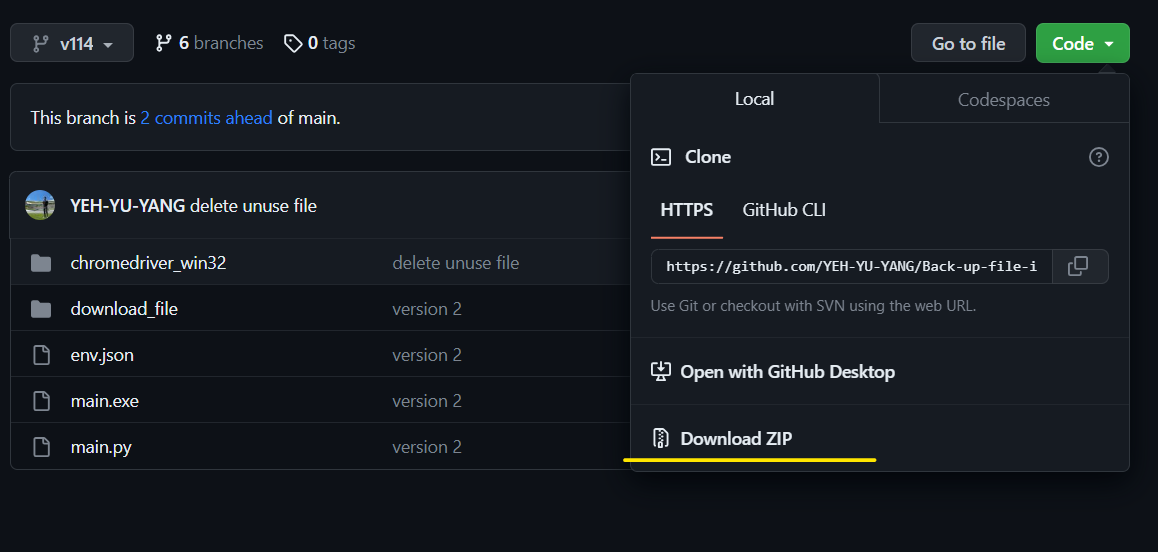 v114 6 branches 0 tags Go to file Code
This branch is 2 commits ahead of main.
Local Codespaces
Clone
HTTPS GitHub CLI
https://github.com/YEH-YU-YANG/Back-up-file-i
Use Git or checkout with SVN using the web URL.
Open with GitHub Desktop
Download ZIP
YEH-YU-YANG delete unuse file
chromedriver_win32 delete unuse file
download_file version 2
env.json version 2
main.exe version 2
main.py version 2